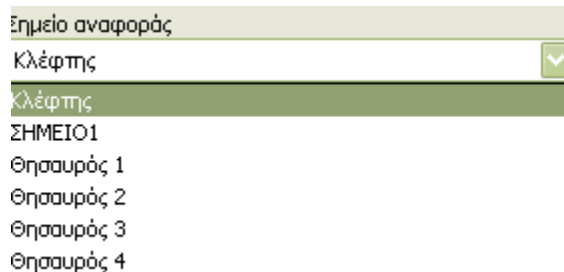 Σημείο αναφοράς
Κλέφτης
Κλέφτης
ΣΗΜΕΙΟ1
Θησαυρός 1
Θησαυρός 2
Θησαυρός 3
Θησαυρός 4